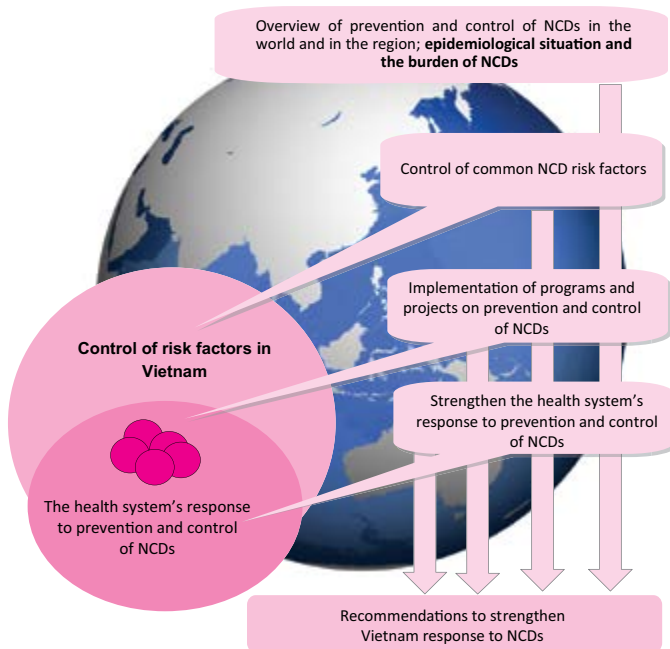 Overview of prevention and control of NCDs in the
world and in the region; epidemiological situation and
the burden of NCDs
Control of common NCD risk factors
Implementation of programs and
projects on prevention and control
of NCDs
Control of risk factors in
Vietnam
Strengthen the health system's
response to prevention and control
of NCDs
The health system's response
to prevention and control
of NCDs
Recommendations to strengthen
Vietnam response to NCDs